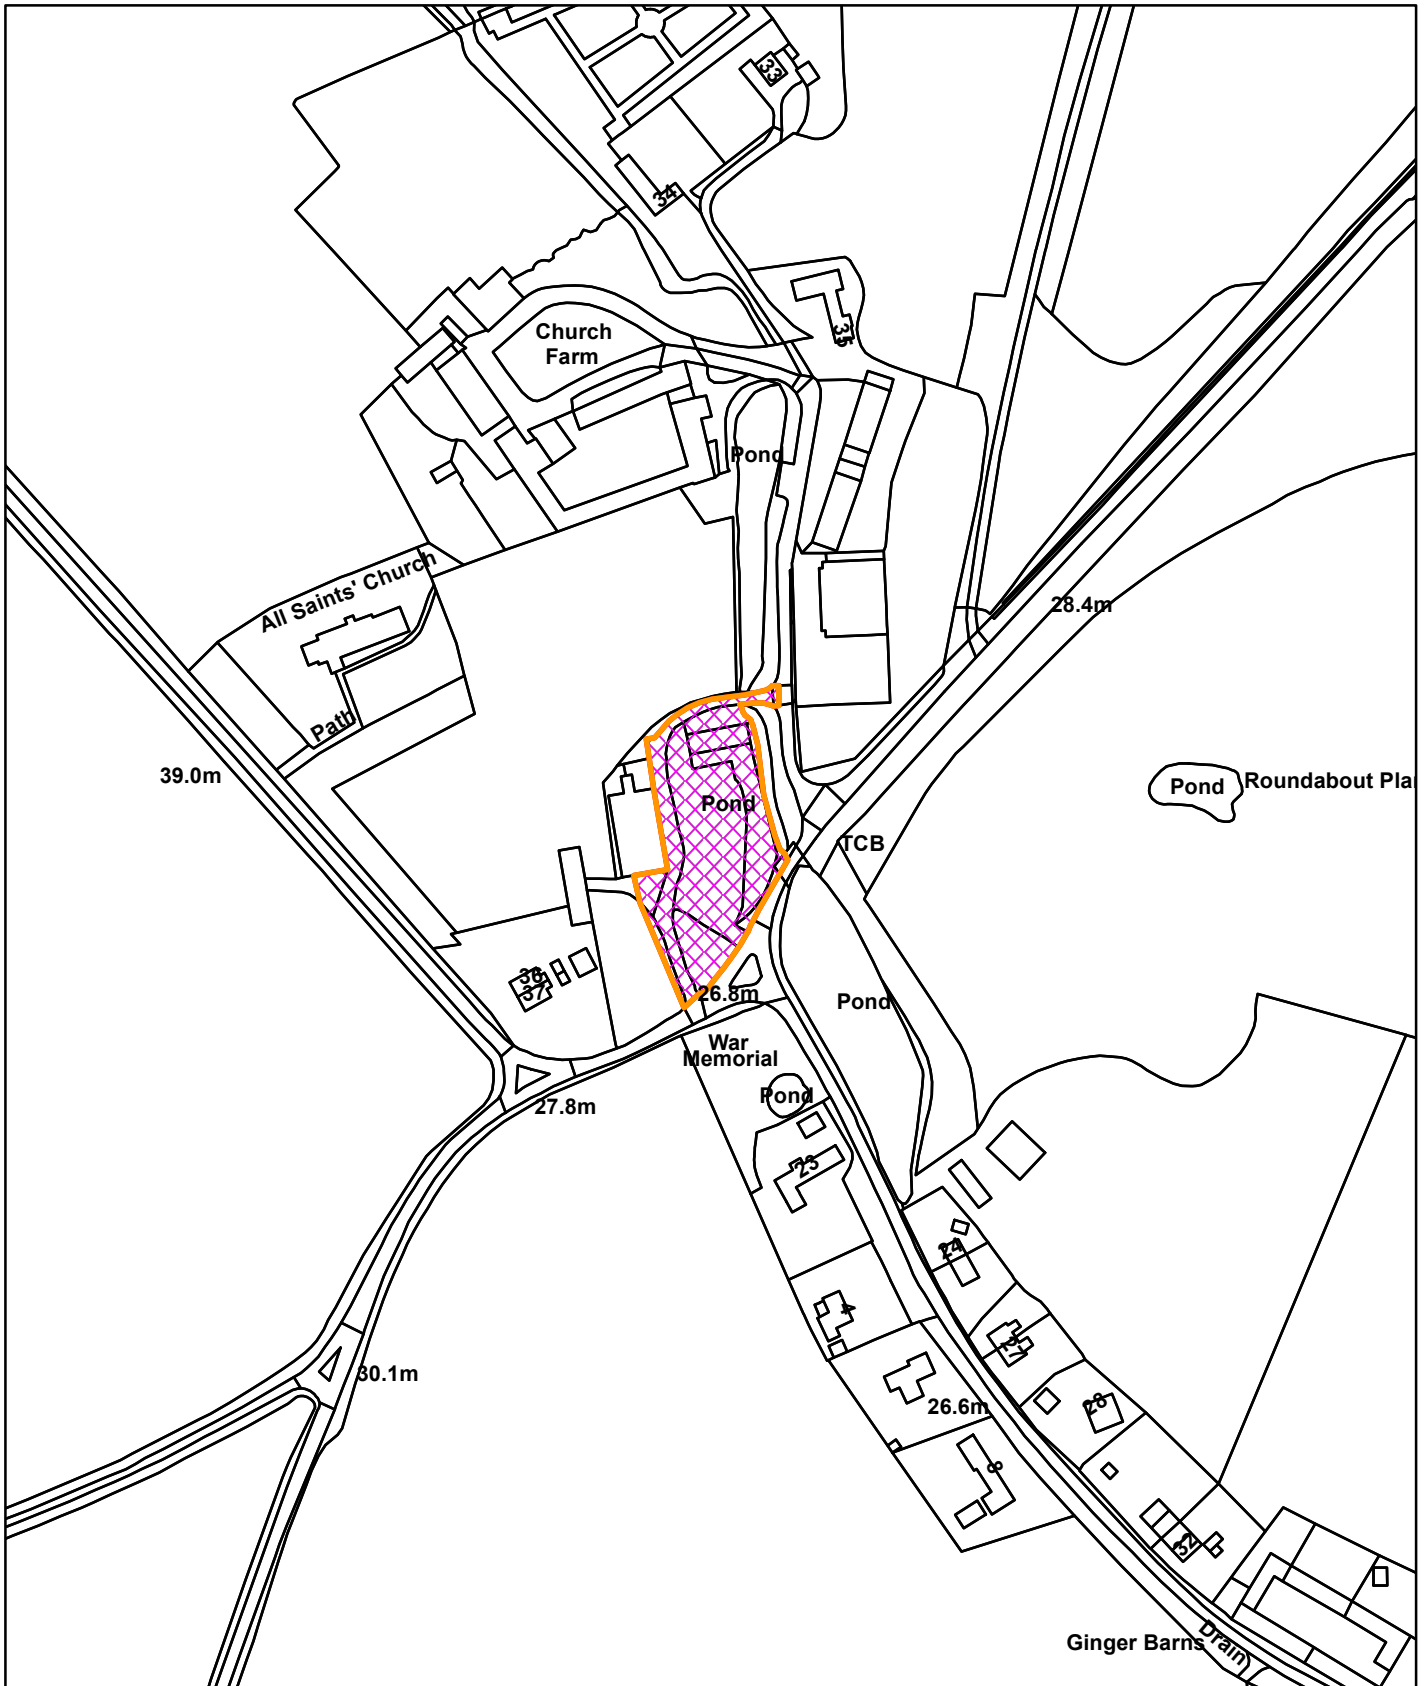 33
34
Church
Farm
35
Pond
All Saints' Church
28.4m
Path
39.0m
Pond
Roundabout Pla
Pond
TCB
36
37
26.8m
Pond
War
Memorial
Pond
27.8m
23
24
4
27
30.1m
26.6m
28
8
32
Ginger Barns
Drain